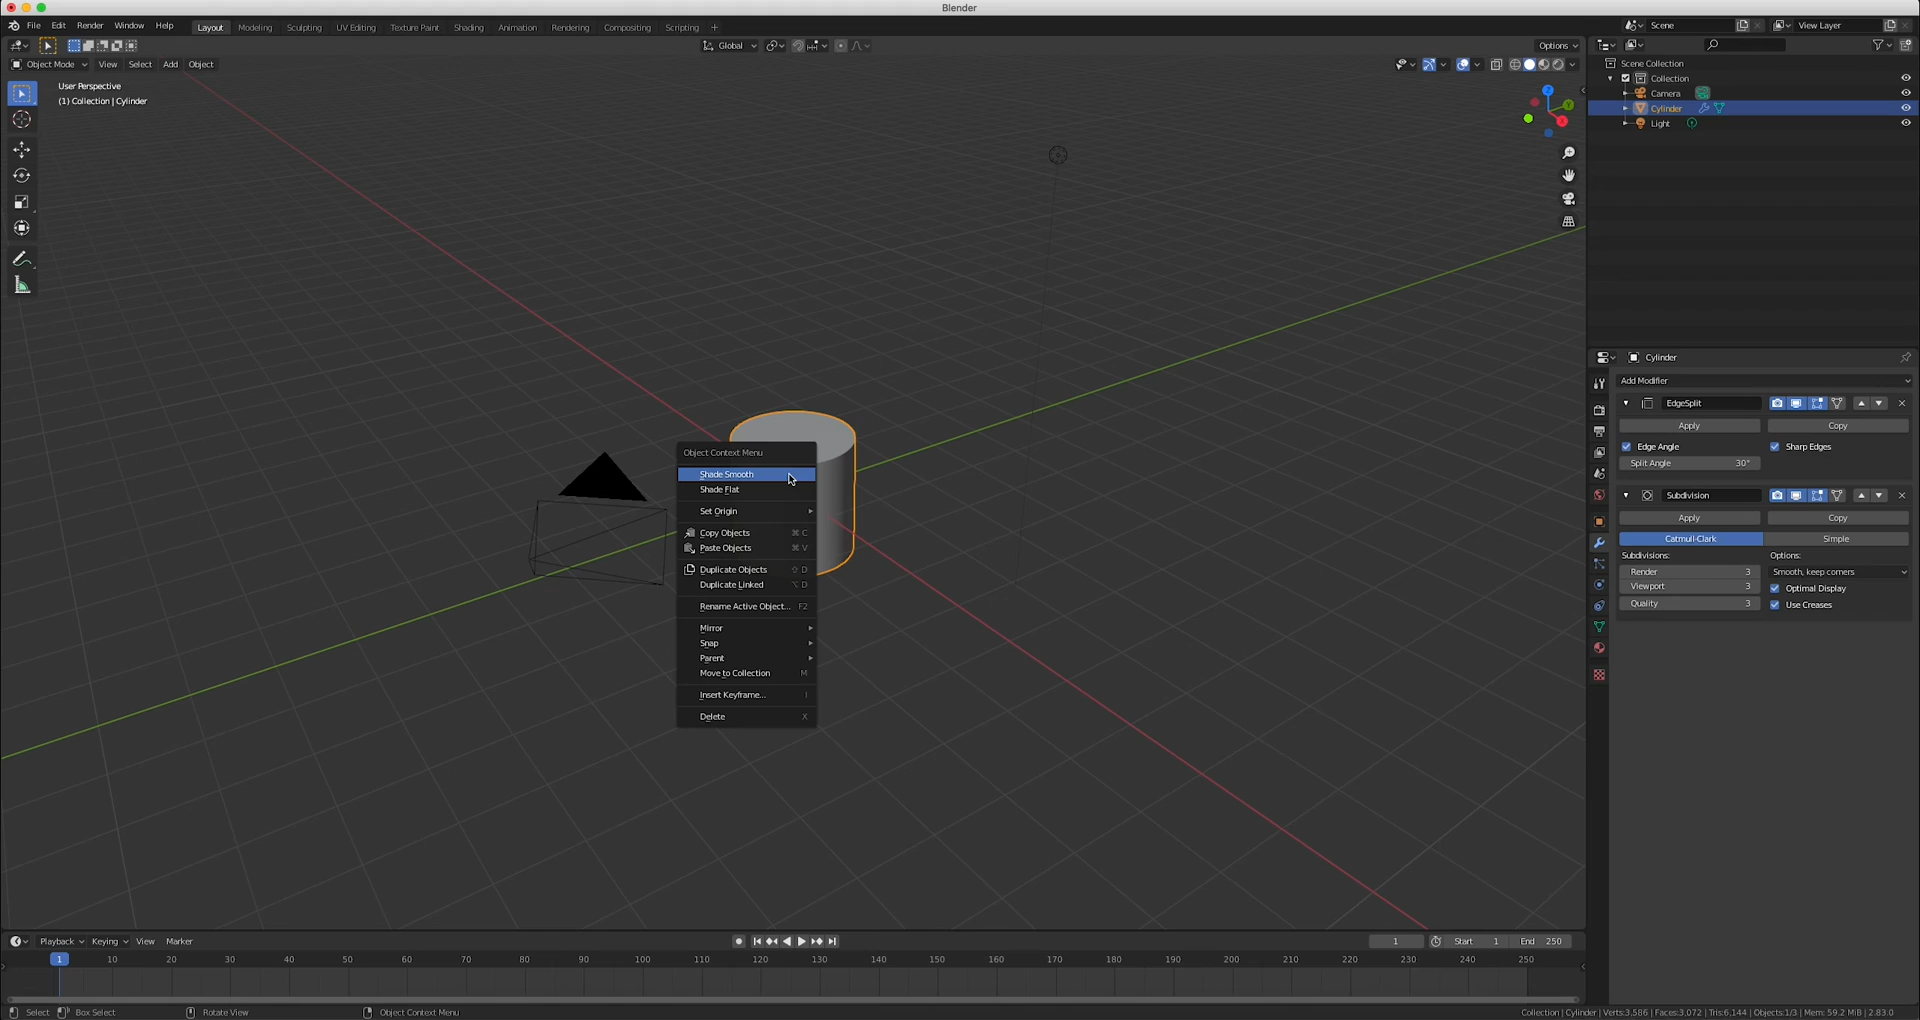 Blender
File Edit Render Window Help
Layout Modeling Sculpting UV Editing Texture Paint Shading Animation Rendering Compositing Scripting +
Scene
View Layer
Global
Options
Object Mode View Select Add Object
User Perspective
(1) Collection | Cylinder
Z
Y
X
Scene Collection
Collection
Camera
Cylinder
Light
Object Context Menu
Shade Smooth
Shade Flat
Set Origin
Copy Objects ⌘ C
Paste Objects ⌘ V
Duplicate Objects ⇧ D
Duplicate Linked ⌥ D
Rename Active Object... F2
Mirror
Snap
Parent
Move to Collection M
Insert Keyframe... I
Delete X
Cylinder
Add Modifier
EdgeSplit
Apply Copy
Edge Angle Sharp Edges
Split Angle 30°
Subdivision
Apply Copy
Catmull-Clark Simple
Subdivisions: Options:
Render 3 Smooth, keep corners
Viewport 3 Optimal Display
Quality 3 Use Creases
Playback Keying View Marker
1 Start 1 End 250
1 10 20 30 40 50 60 70 80 90 100 110 120 130 140 150 160 170 180 190 200 210 220 230 240 250
Select Box Select Rotate View Object Context Menu
Collection | Cylinder | Verts:3,586 | Faces:3,072 | Tris:6,144 | Objects:1/3 | Mem: 59.2 MiB | 2.83.0